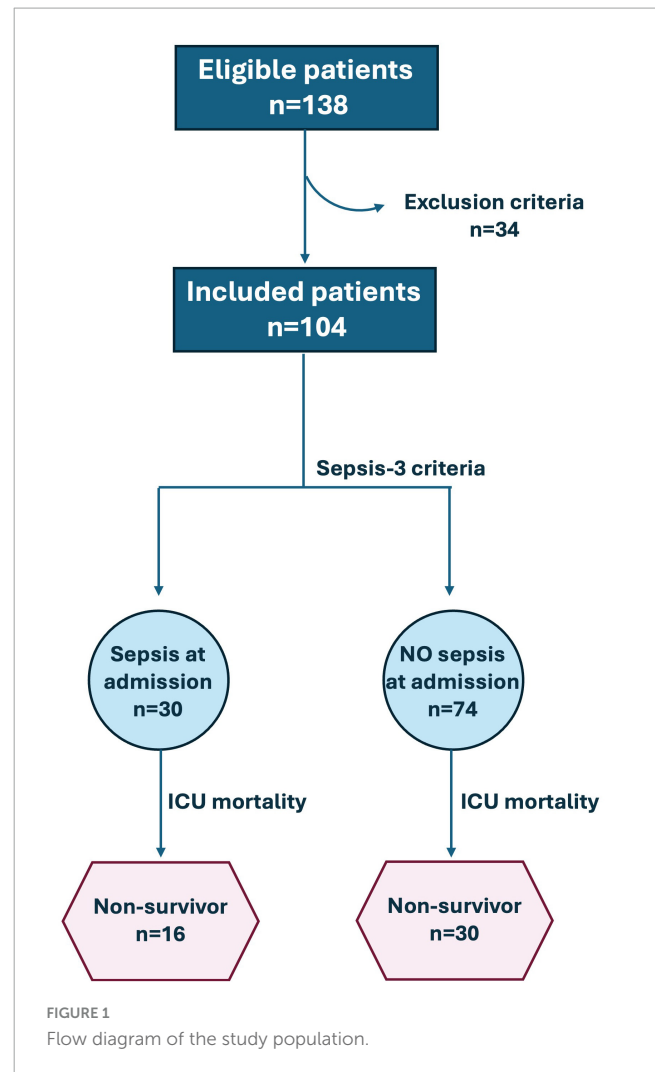 Eligible patients
n=138
Exclusion criteria
n=34
Included patients
n=104
Sepsis-3 criteria
Sepsis at
admission
n=30
NO sepsis
at admission
n=74
ICU mortality
ICU mortality
Non-survivor
n=16
Non-survivor
n=30
FIGURE 1
Flow diagram of the study population.